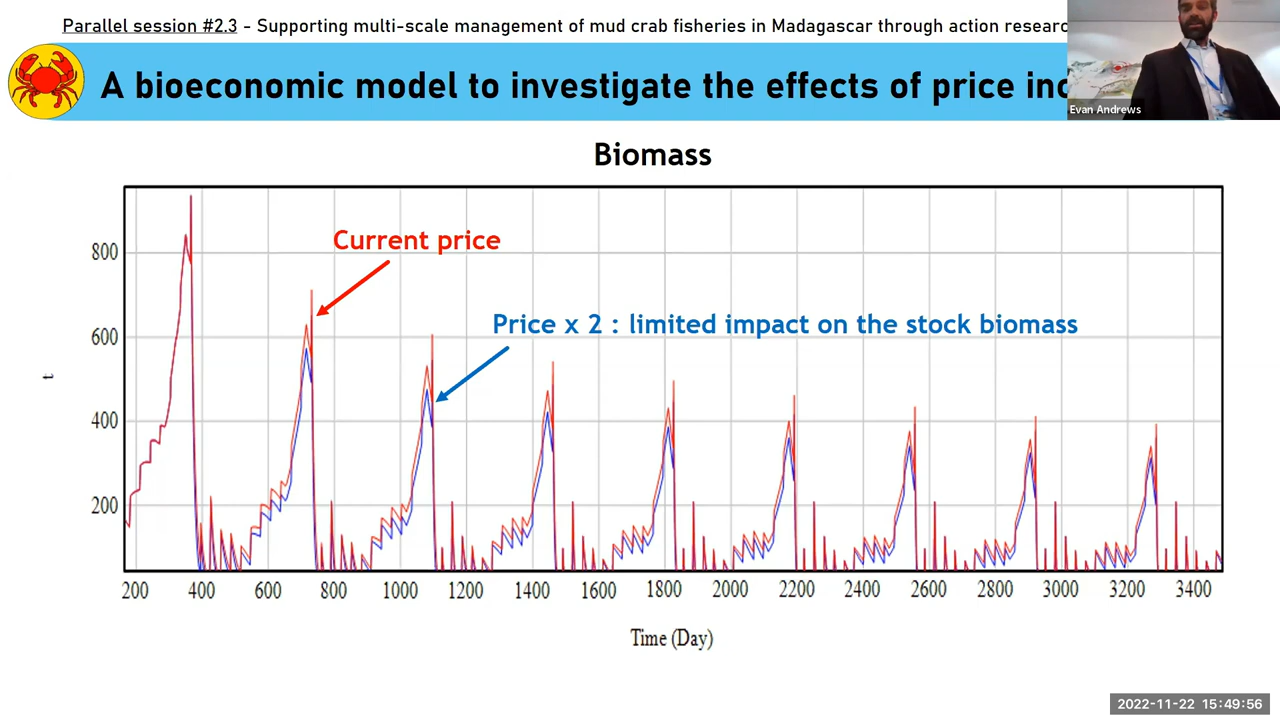 Parallel session #2.3 - Supporting multi-scale management of mud crab fisheries in Madagascar through action researc
A bioeconomic model to investigate the effects of price inc
Evan Andrews
Biomass
Current price
Price x 2 : limited impact on the stock biomass
800
600
400
200
t
200 400 600 800 1000 1200 1400 1600 1800 2000 2200 2400 2600 2800 3000 3200 3400
Time (Day)
2022-11-22 15:49:56